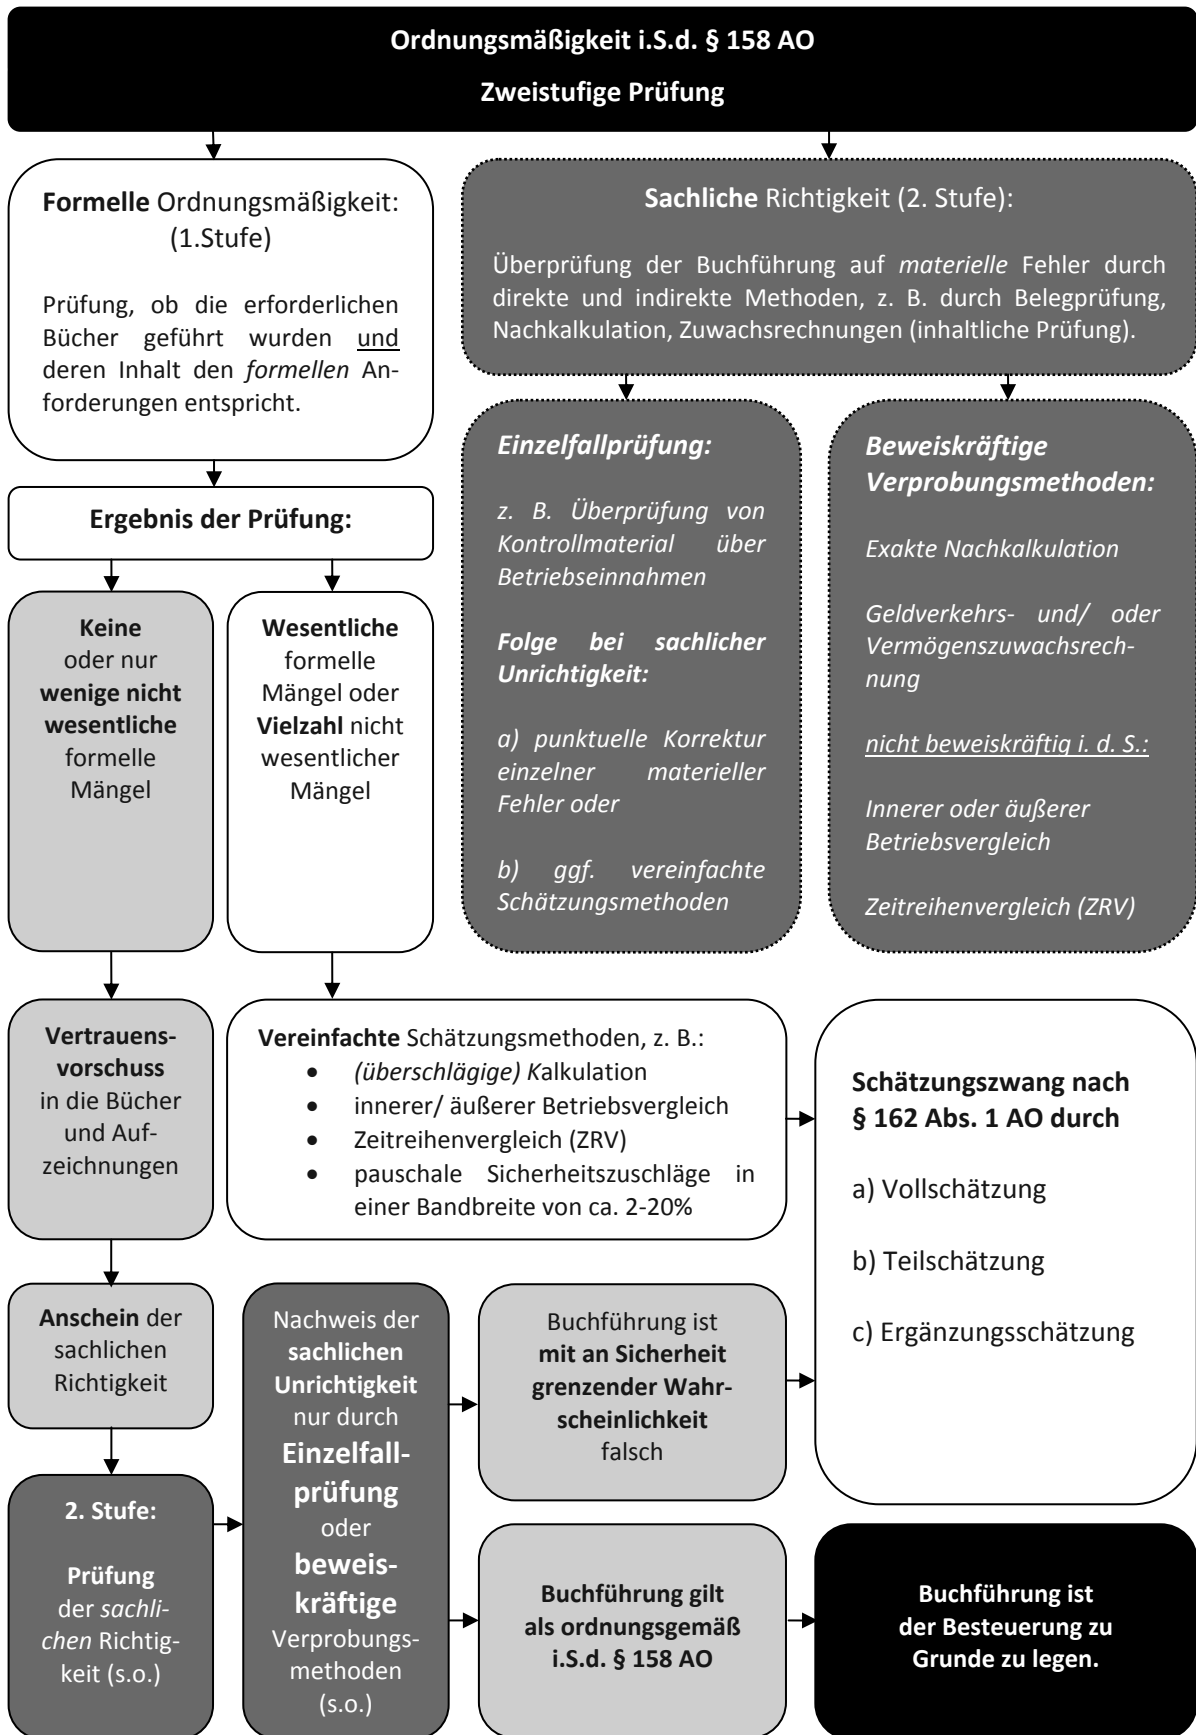 Ordnungsmäßigkeit i.S.d. § 158 AO
Zweistufige Prüfung
Formelle Ordnungsmäßigkeit:
(1.Stufe)
Prüfung, ob die erforderlichen
Bücher geführt wurden und
deren Inhalt den formellen An-
forderungen entspricht.
Sachliche Richtigkeit (2. Stufe):
Überprüfung der Buchführung auf materielle Fehler durch
direkte und indirekte Methoden, z. B. durch Belegprüfung,
Nachkalkulation, Zuwachsrechnungen (inhaltliche Prüfung).
Ergebnis der Prüfung:
Einzelfallprüfung:
z. B. Überprüfung von
Kontrollmaterial über
Betriebseinnahmen
Folge bei sachlicher
Unrichtigkeit:
a) punktuelle Korrektur
einzelner materieller
Fehler oder
b) ggf. vereinfachte
Schätzungsmethoden
Beweiskräftige
Verprobungsmethoden:
Exakte Nachkalkulation
Geldverkehrs- und/ oder
Vermögenszuwachsrech-
nung
nicht beweiskräftig i. d. S.:
Innerer oder äußerer
Betriebsvergleich
Zeitreihenvergleich (ZRV)
Keine
oder nur
wenige nicht
wesentliche
formelle
Mängel
Wesentliche
formelle
Mängel oder
Vielzahl nicht
wesentlicher
Mängel
Vertrauens-
vorschuss
in die Bücher
und Auf-
zeichnungen
Vereinfachte Schätzungsmethoden, z. B.:
• (überschlägige) Kalkulation
• innerer/ äußerer Betriebsvergleich
• Zeitreihenvergleich (ZRV)
• pauschale Sicherheitszuschläge in
einer Bandbreite von ca. 2-20%
Schätzungszwang nach
§ 162 Abs. 1 AO durch
a) Vollschätzung
b) Teilschätzung
c) Ergänzungsschätzung
Anschein der
sachlichen
Richtigkeit
Nachweis der
sachlichen
Unrichtigkeit
nur durch
Einzelfall-
prüfung
oder
beweis-
kräftige
Verprobungs-
methoden
(s.o.)
Buchführung ist
mit an Sicherheit
grenzender Wahr-
scheinlichkeit
falsch
2. Stufe:
Prüfung
der sachli-
chen Richtig-
keit (s.o.)
Buchführung gilt
als ordnungsgemäß
i.S.d. § 158 AO
Buchführung ist
der Besteuerung zu
Grunde zu legen.